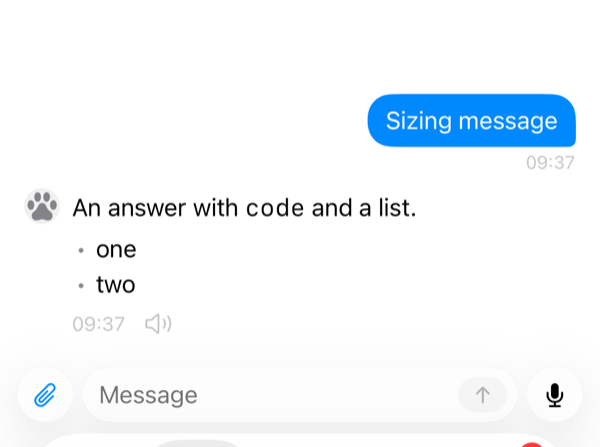 Sizing message
09:37
An answer with code and a list.
• one
• two
09:37
Message